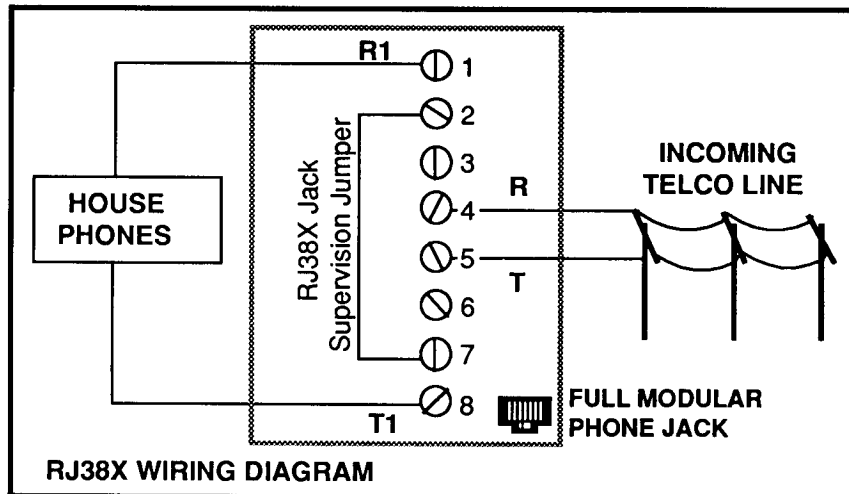 R1
1
2
3
4
5
6
7
8
T1
RJ38X Jack
Supervision Jumper
HOUSE
PHONES
R
T
INCOMING
TELCO LINE
FULL MODULAR
PHONE JACK
RJ38X WIRING DIAGRAM